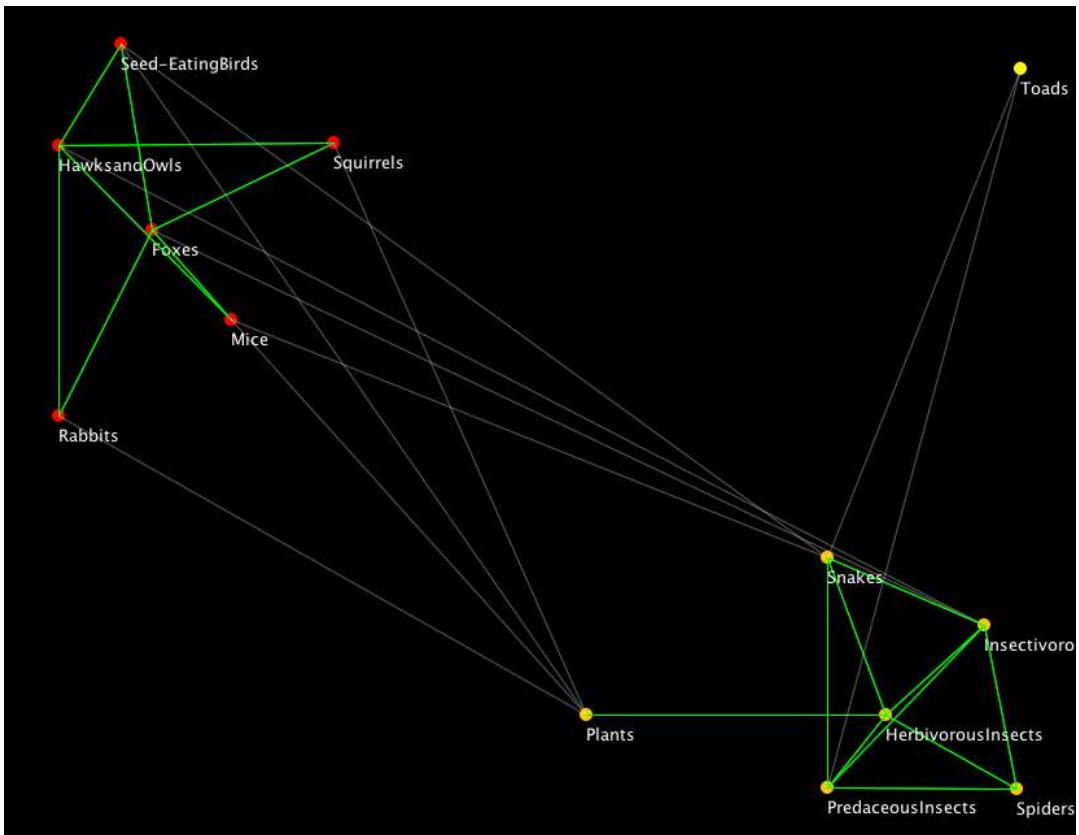 Seed-EatingBirds
Toads
HawksandOwls
Squirrels
Foxes
Mice
Rabbits
Snakes
Insectivoro
Plants
HerbivorousInsects
PredaceousInsects
Spiders